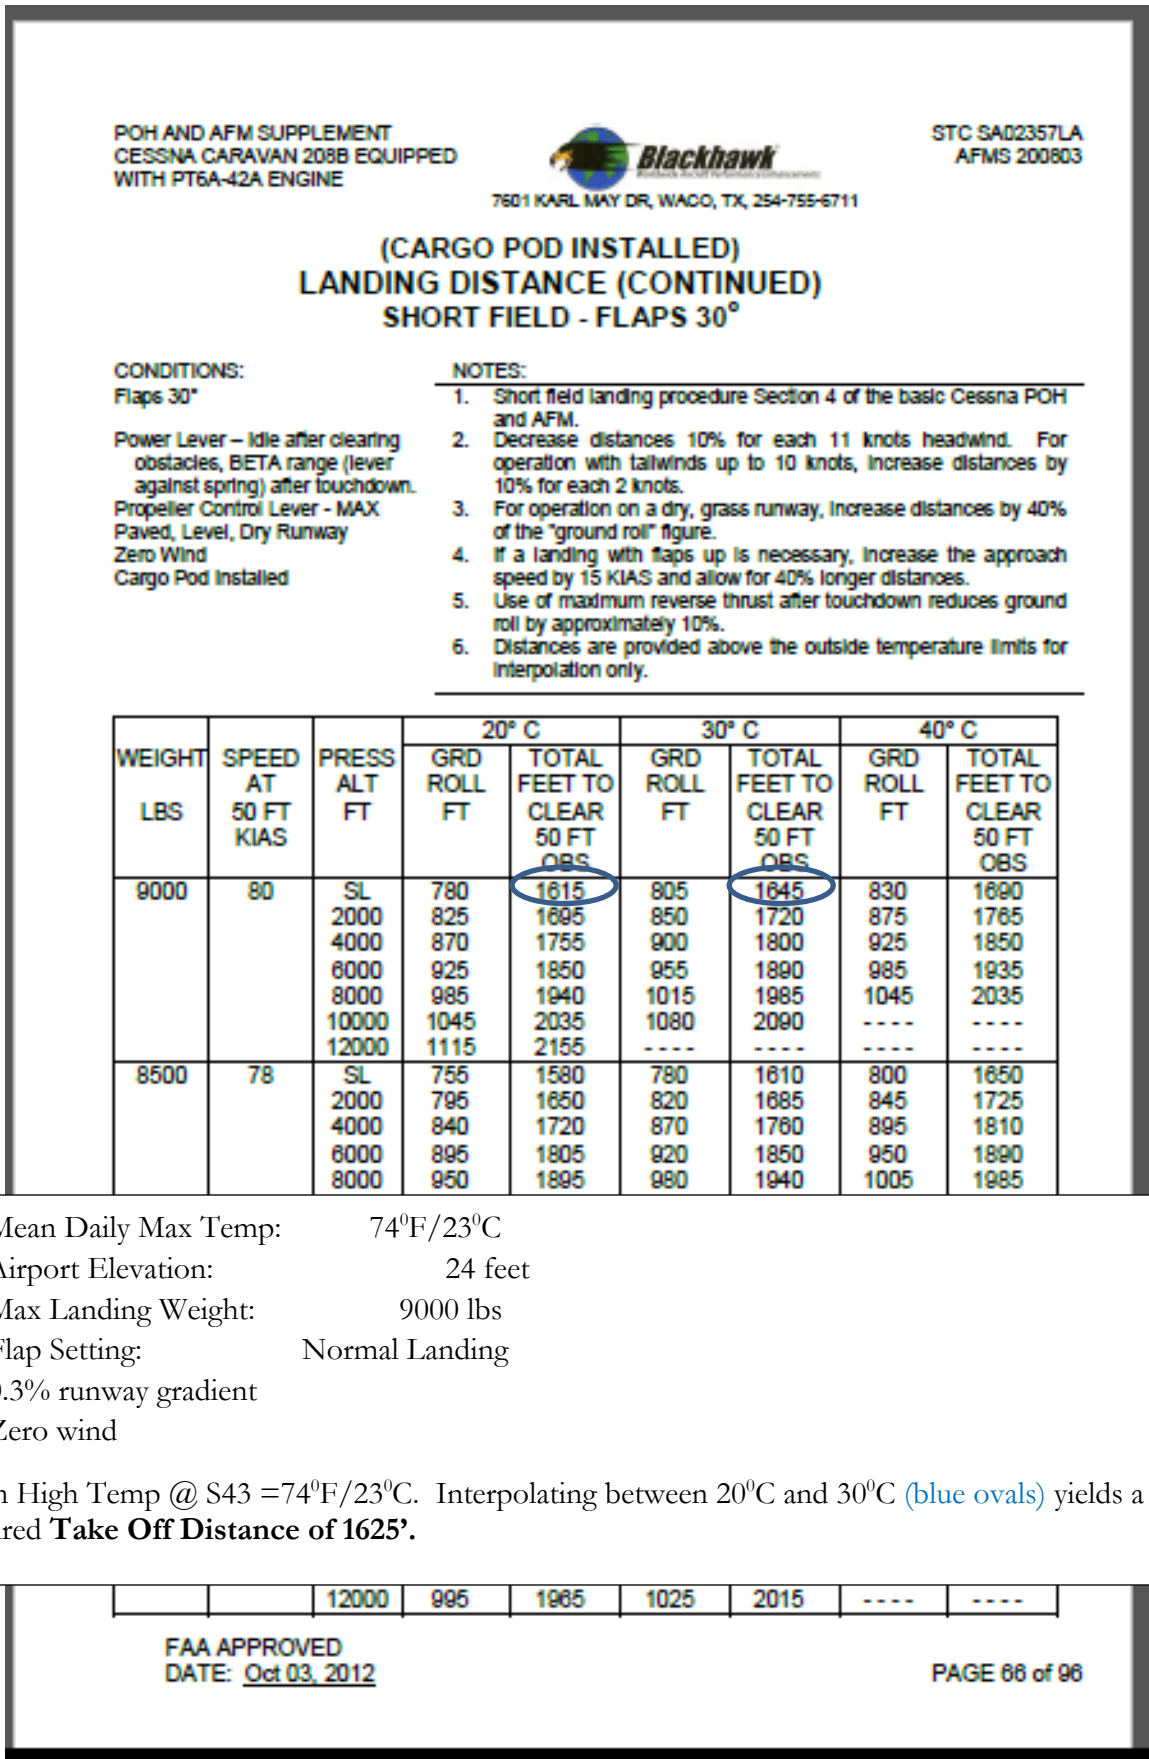 POH AND AFM SUPPLEMENT
CESSNA CARAVAN 208B EQUIPPED
WITH PT6A-42A ENGINE
Blackhawk
7601 KARL MAY DR, WACO, TX, 254-755-6711
STC SA02357LA
AFMS 200803
(CARGO POD INSTALLED)
LANDING DISTANCE (CONTINUED)
SHORT FIELD - FLAPS 30°
CONDITIONS:
Flaps 30°
Power Lever – Idle after clearing
obstacles, BETA range (lever
against spring) after touchdown.
Propeller Control Lever - MAX
Paved, Level, Dry Runway
Zero Wind
Cargo Pod Installed
NOTES:
1. Short field landing procedure Section 4 of the basic Cessna POH
and AFM.
2. Decrease distances 10% for each 11 knots headwind. For
operation with tailwinds up to 10 knots, increase distances by
10% for each 2 knots.
3. For operation on a dry, grass runway, increase distances by 40%
of the "ground roll" figure.
4. If a landing with flaps up is necessary, increase the approach
speed by 15 KIAS and allow for 40% longer distances.
5. Use of maximum reverse thrust after touchdown reduces ground
roll by approximately 10%.
6. Distances are provided above the outside temperature limits for
interpolation only.
20° C 30° C 40° C
WEIGHT SPEED PRESS GRD TOTAL GRD TOTAL GRD TOTAL
AT ALT ROLL FEET TO ROLL FEET TO ROLL FEET TO
LBS 50 FT FT FT CLEAR FT CLEAR FT CLEAR
KIAS 50 FT 50 FT 50 FT
OBS OBS OBS
9000 80 SL 780 1615 805 1645 830 1690
2000 825 1695 850 1720 875 1765
4000 870 1755 900 1800 925 1850
6000 925 1850 955 1890 985 1935
8000 985 1940 1015 1985 1045 2035
10000 1045 2035 1080 2090 - - - - - - - -
12000 1115 2155 - - - - - - - - - - - - - - - -
8500 78 SL 755 1580 780 1610 800 1650
2000 795 1650 820 1685 845 1725
4000 840 1720 870 1760 895 1810
6000 895 1805 920 1850 950 1890
8000 950 1895 980 1940 1005 1985
Mean Daily Max Temp: 74⁰F/23⁰C
Airport Elevation: 24 feet
Max Landing Weight: 9000 lbs
Flap Setting: Normal Landing
.3% runway gradient
Zero wind
High Temp @ S43 =74⁰F/23⁰C. Interpolating between 20⁰C and 30⁰C (blue ovals) yields a
Take Off Distance of 1625’.
12000 995 1965 1025 2015 - - - - - - - -
FAA APPROVED
DATE: Oct 03, 2012
PAGE 66 of 96